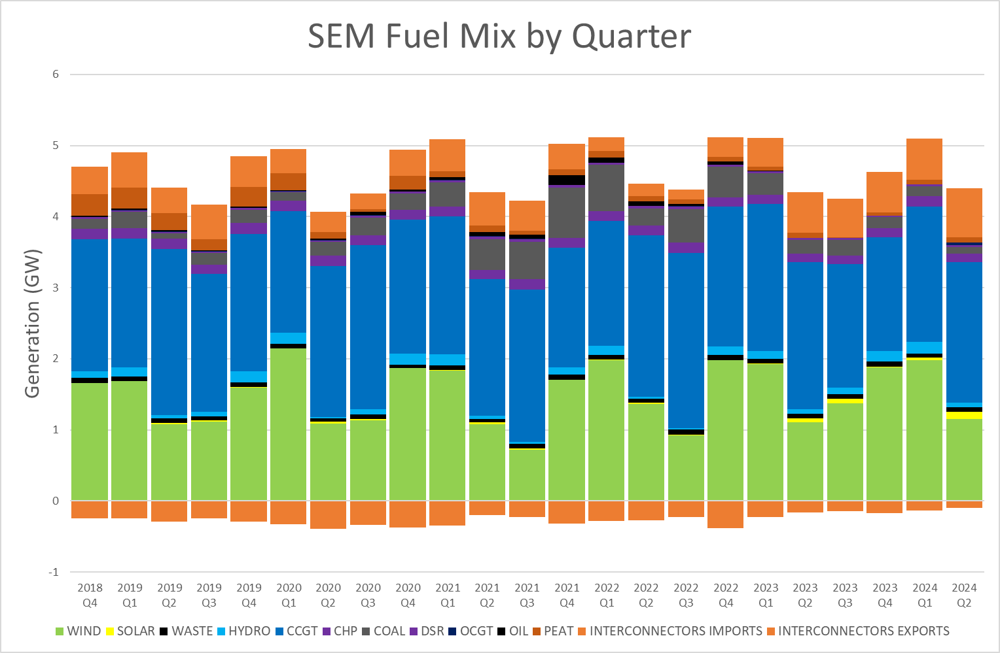 SEM Fuel Mix by Quarter
6
5
4
3
2
1
0
-1
Generation (GW)
2018 2019 2019 2019 2019 2020 2020 2020 2020 2021 2021 2021 2021 2022 2022 2022 2022 2023 2023 2023 2023 2024 2024
Q4 Q1 Q2 Q3 Q4 Q1 Q2 Q3 Q4 Q1 Q2 Q3 Q4 Q1 Q2 Q3 Q4 Q1 Q2 Q3 Q4 Q1 Q2
WIND SOLAR WASTE HYDRO CCGT CHP COAL DSR OCGT OIL PEAT INTERCONNECTORS IMPORTS INTERCONNECTORS EXPORTS